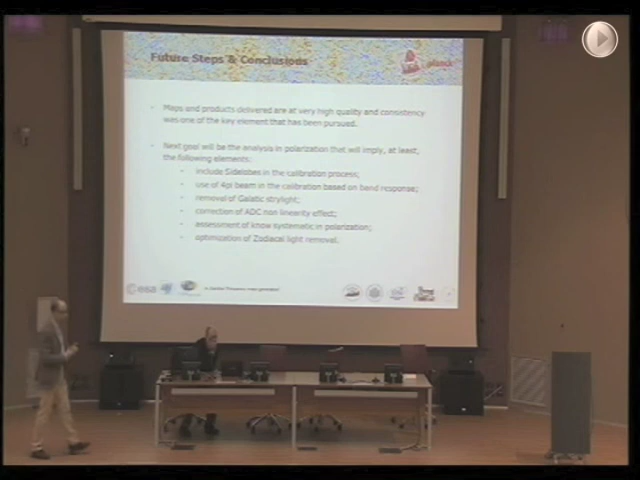 Future Steps & Conclusions
planck
- Maps and products delivered are at very high quality and consistency
was one of the key element that has been pursued.
- Next goal will be the analysis in polarization that will imply, at least,
the following elements:
- include Sidelobes in the calibration process;
- use of 4pi beam in the calibration based on band response;
- removal of Galatic strylight;
- correction of ADC non linearity effect;
- assessment of know systematic in polarization;
- optimization of Zodiacal light removal.
esa